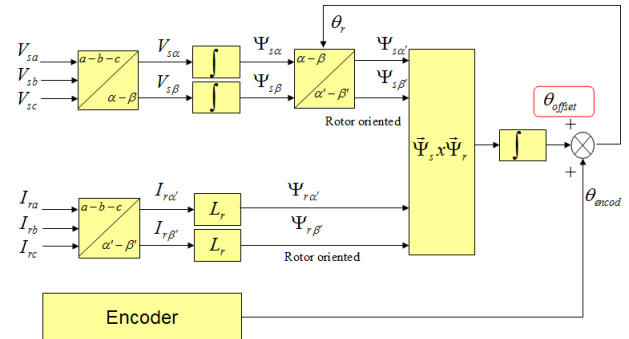 θr
Vsa
Vsb
Vsc
a-b-c
α-β
Vsα
Vsβ
∫
∫
Ψsα
Ψsβ
α-β
α'-β'
Ψsα'
Ψsβ'
Rotor oriented
Ψ⃗s x Ψ⃗r
∫
θoffset
+
+
θencod
Ira
Irb
Irc
a-b-c
α'-β'
Irα'
Irβ'
Lr
Lr
Ψrα'
Ψrβ'
Rotor oriented
Encoder